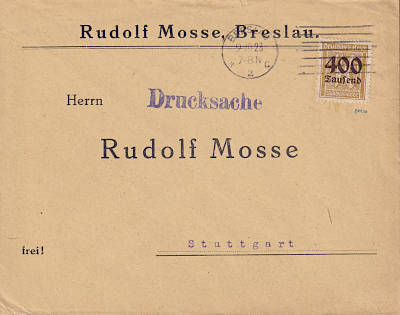 Rudolf Mosse, Breslau.
400
Tausend
Herrn
Drucksache
Rudolf Mosse
Stuttgart
frei!